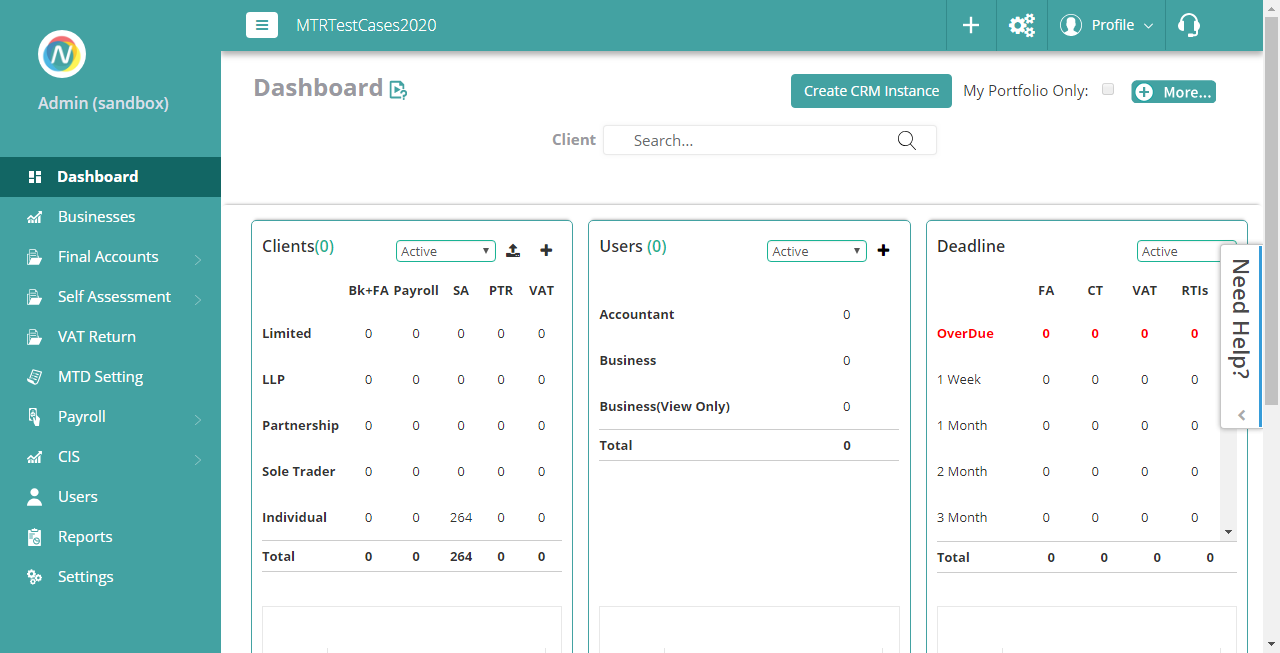 MTRTestCases2020
Profile
N
Admin (sandbox)
Dashboard
Businesses
Final Accounts
Self Assessment
VAT Return
MTD Setting
Payroll
CIS
Users
Reports
Settings
Dashboard
Create CRM Instance
My Portfolio Only:
More...
Client
Search...
Clients(0)
Active
Bk+FA Payroll SA PTR VAT
Limited 0 0 0 0 0
LLP 0 0 0 0 0
Partnership 0 0 0 0 0
Sole Trader 0 0 0 0 0
Individual 0 0 264 0 0
Total 0 0 264 0 0
Users (0)
Active
Accountant 0
Business 0
Business(View Only) 0
Total 0
Deadline
Active
FA CT VAT RTIs
OverDue 0 0 0 0
1 Week 0 0 0 0
1 Month 0 0 0 0
2 Month 0 0 0 0
3 Month 0 0 0 0
Total 0 0 0 0
Need Help?